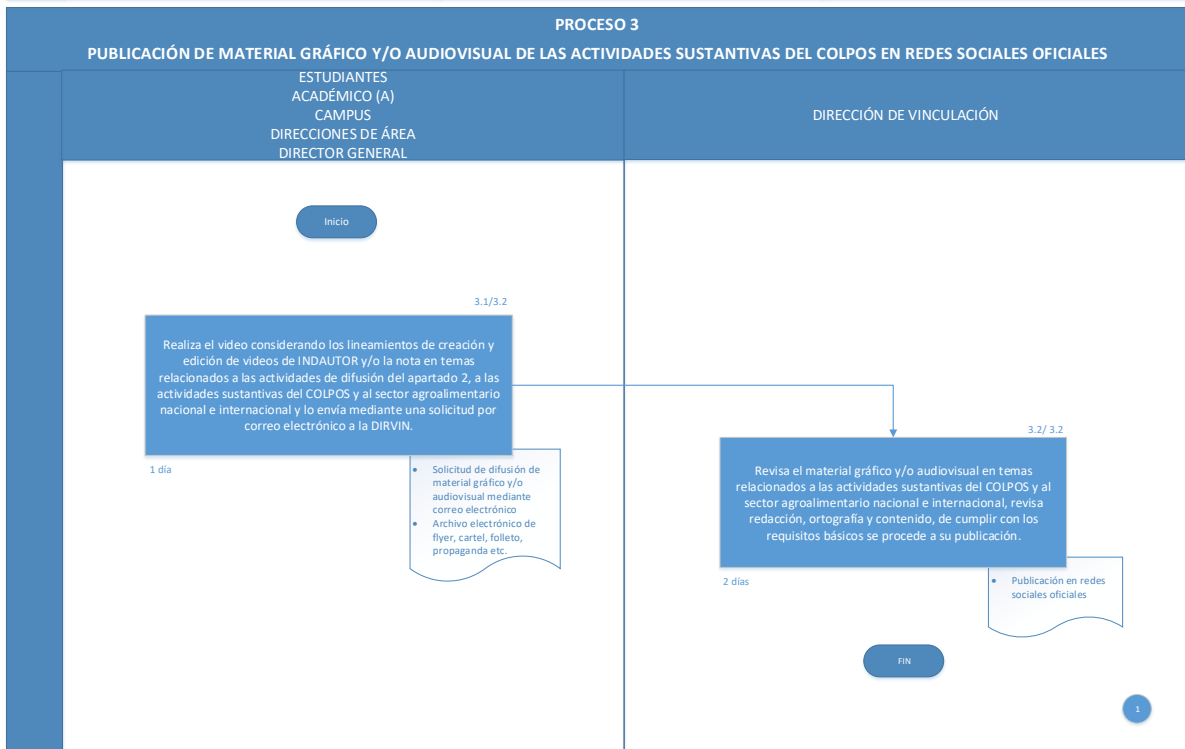 PROCESO 3
PUBLICACIÓN DE MATERIAL GRÁFICO Y/O AUDIOVISUAL DE LAS ACTIVIDADES SUSTANTIVAS DEL COLPOS EN REDES SOCIALES OFICIALES
ESTUDIANTES
ACADÉMICO (A)
CAMPUS
DIRECCIONES DE ÁREA
DIRECTOR GENERAL
DIRECCIÓN DE VINCULACIÓN
Inicio
3.1/3.2
Realiza el video considerando los lineamientos de creación y
edición de videos de INDAUTOR y/o la nota en temas
relacionados a las actividades de difusión del apartado 2, a las
actividades sustantivas del COLPOS y al sector agroalimentario
nacional e internacional y lo envía mediante una solicitud por
correo electrónico a la DIRVIN.
1 día
• Solicitud de difusión de
material gráfico y/o
audiovisual mediante
correo electrónico
• Archivo electrónico de
flyer, cartel, folleto,
propaganda etc.
3.2/ 3.2
Revisa el material gráfico y/o audiovisual en temas
relacionados a las actividades sustantivas del COLPOS y al
sector agroalimentario nacional e internacional, revisa
redacción, ortografía y contenido, de cumplir con los
requisitos básicos se procede a su publicación.
2 días
• Publicación en redes
sociales oficiales
FIN
1